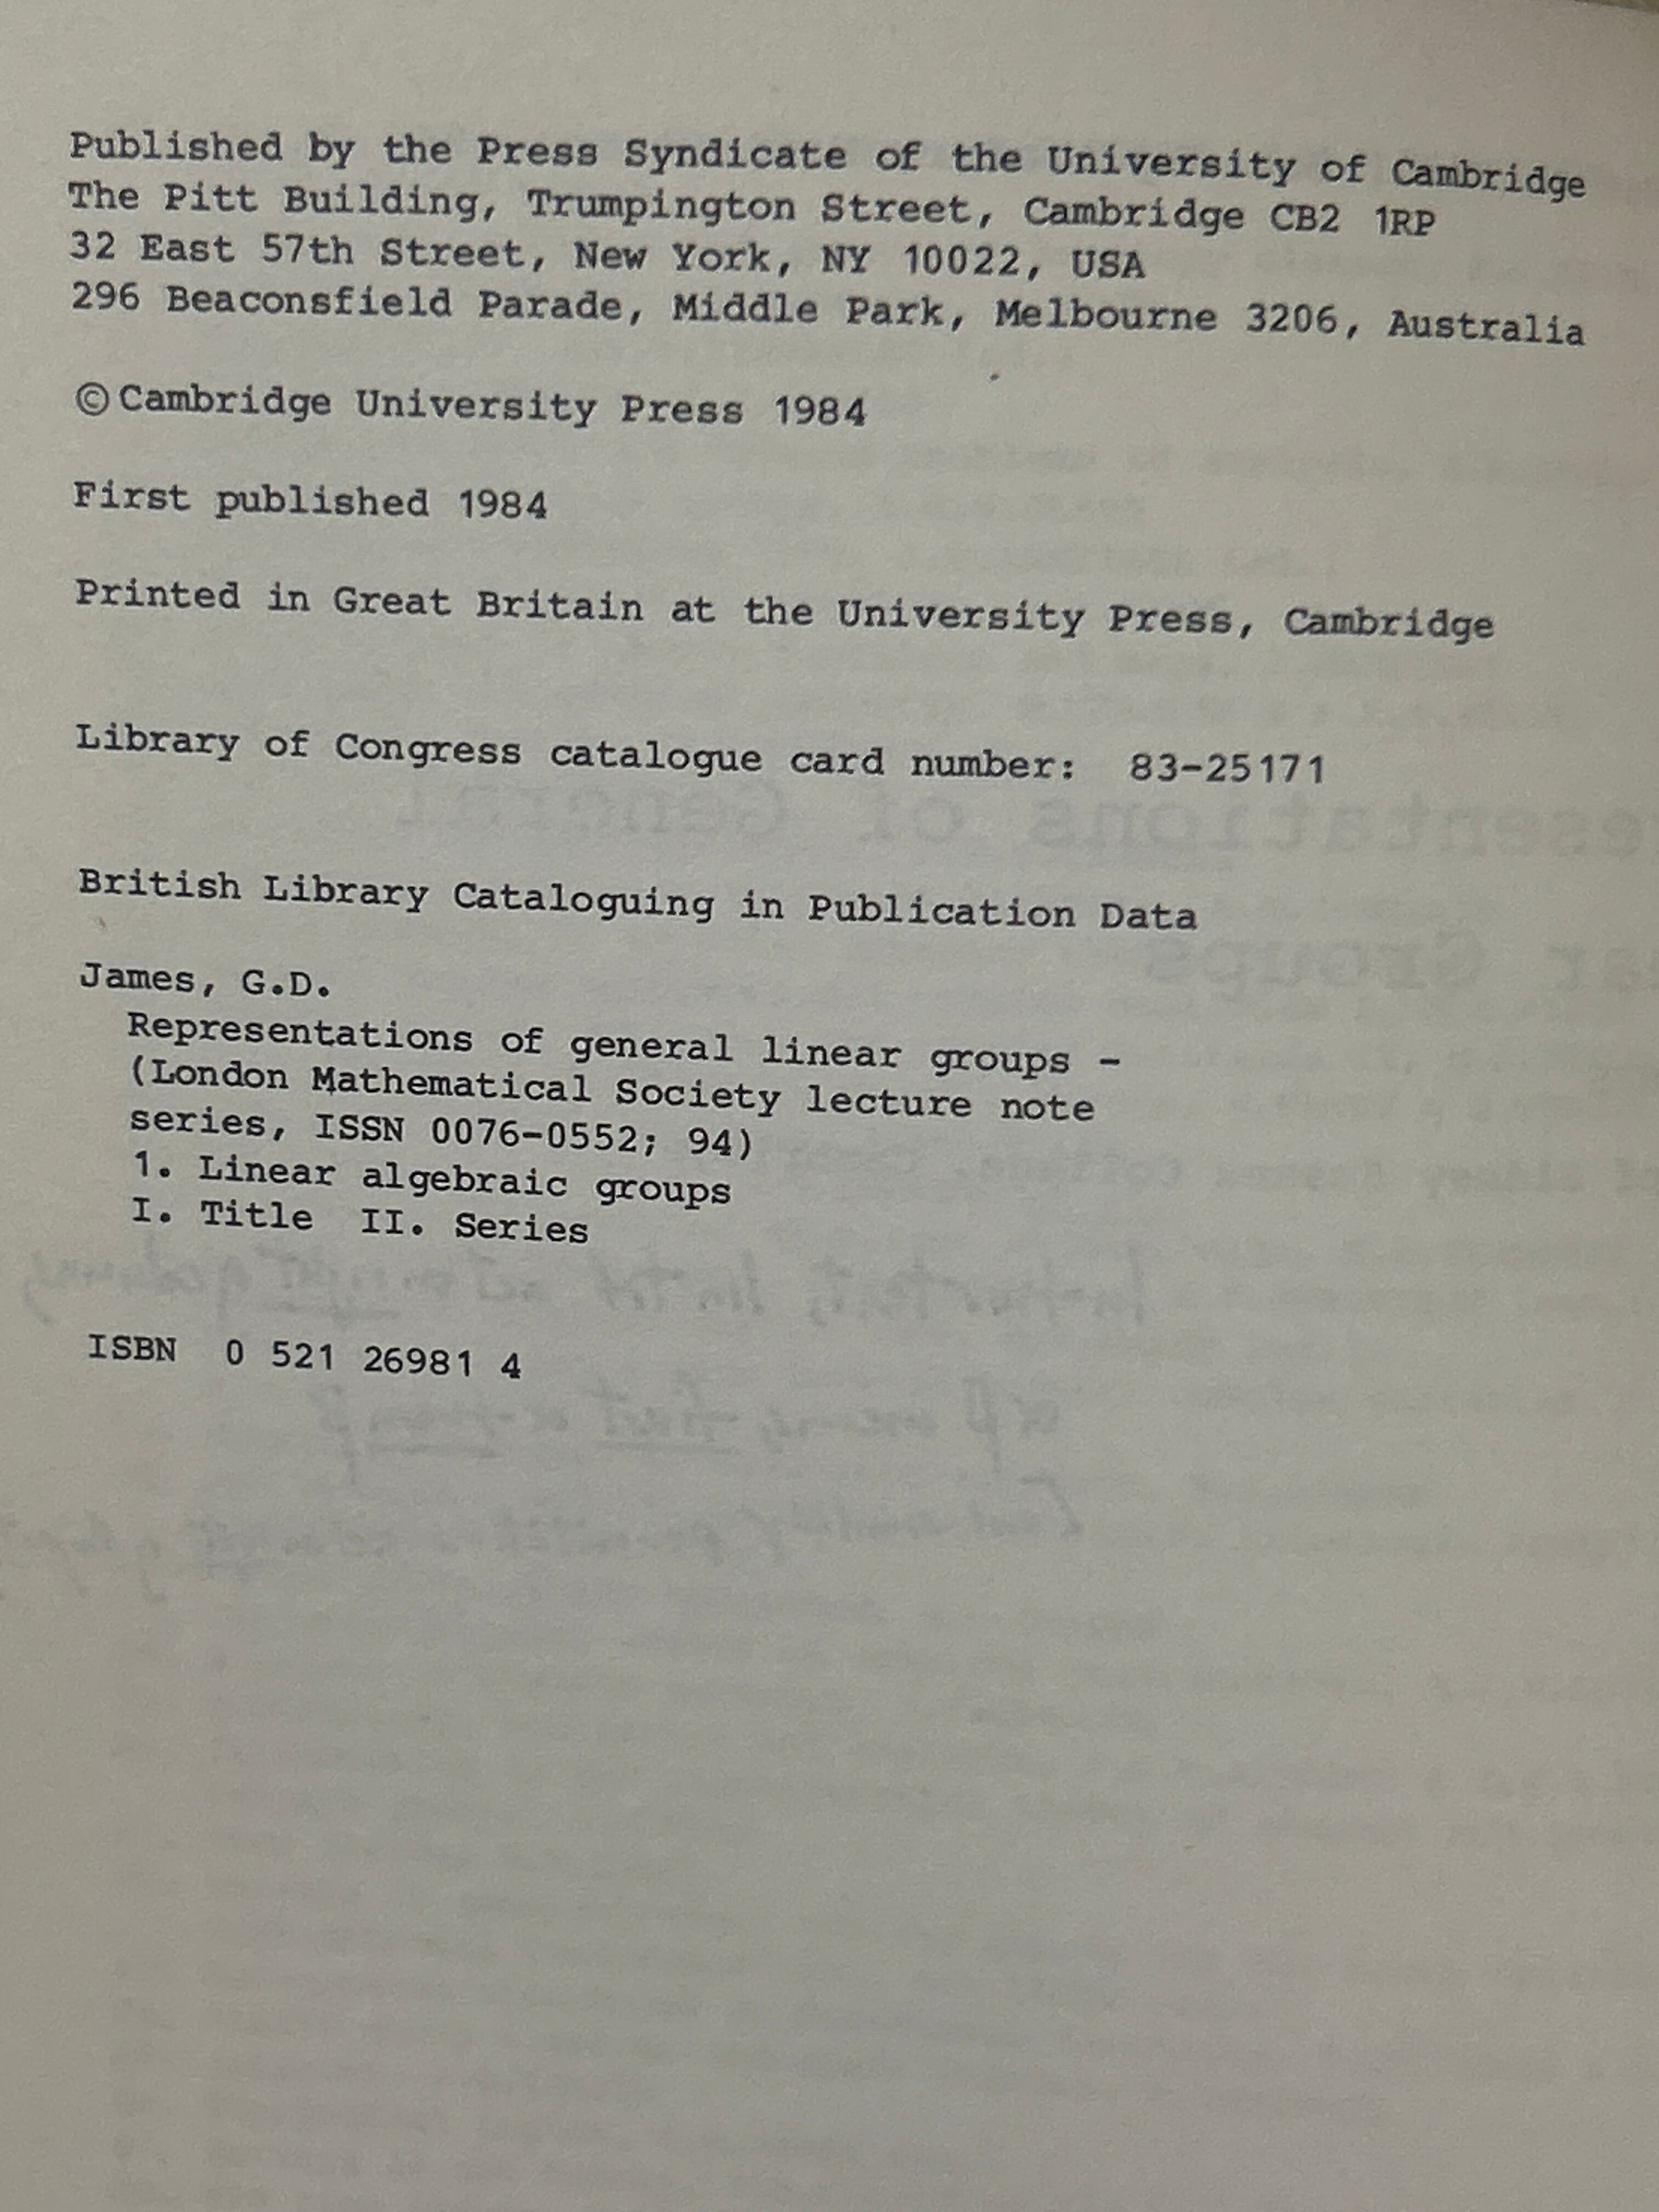 Published by the Press Syndicate of the University of Cambridge
The Pitt Building, Trumpington Street, Cambridge CB2 1RP
32 East 57th Street, New York, NY 10022, USA
296 Beaconsfield Parade, Middle Park, Melbourne 3206, Australia
© Cambridge University Press 1984
First published 1984
Printed in Great Britain at the University Press, Cambridge
Library of Congress catalogue card number: 83-25171
British Library Cataloguing in Publication Data
James, G.D.
Representations of general linear groups -
(London Mathematical Society lecture note
series, ISSN 0076-0552; 94)
1. Linear algebraic groups
I. Title II. Series
ISBN 0 521 26981 4